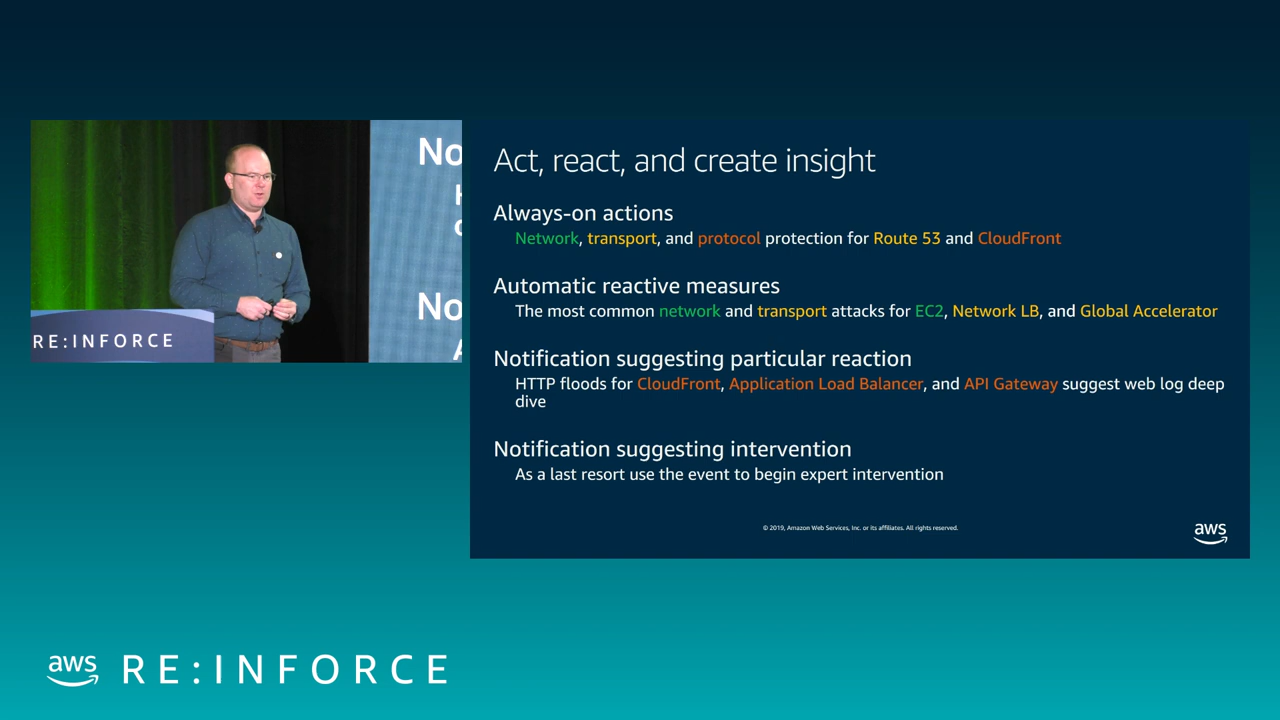 No
No
RE:INFORCE
Act, react, and create insight
Always-on actions
Network, transport, and protocol protection for Route 53 and CloudFront
Automatic reactive measures
The most common network and transport attacks for EC2, Network LB, and Global Accelerator
Notification suggesting particular reaction
HTTP floods for CloudFront, Application Load Balancer, and API Gateway suggest web log deep
dive
Notification suggesting intervention
As a last resort use the event to begin expert intervention
© 2019, Amazon Web Services, Inc. or its affiliates. All rights reserved.
aws
aws RE:INFORCE